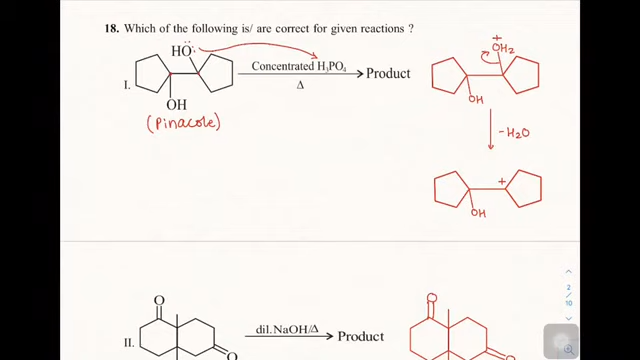 18. Which of the following is/ are correct for given reactions ?
HO
+
OH2
I.
Concentrated H3PO4
Δ
Product
OH
OH
(Pinacole)
-H2O
+
OH
2
/
10
O
O
II.
dil.NaOH/Δ
Product
O
O